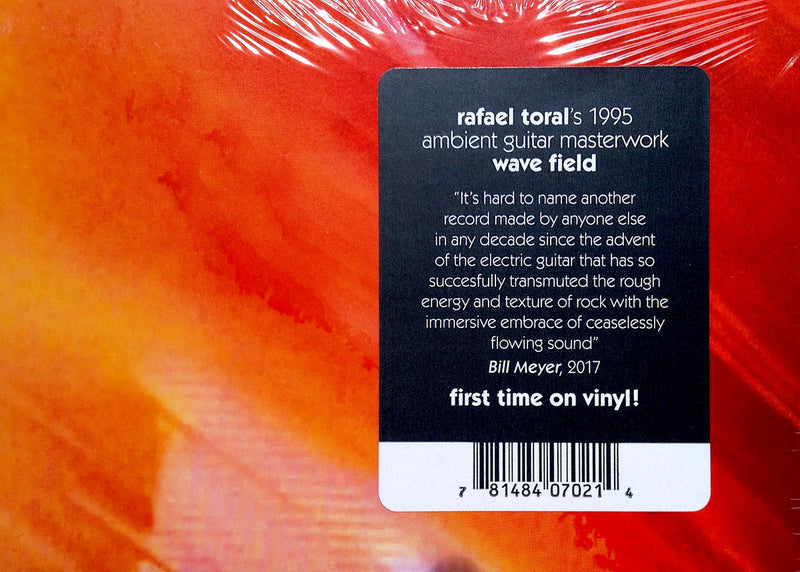 rafael toral's 1995
ambient guitar masterwork
wave field
"It's hard to name another
record made by anyone else
in any decade since the advent
of the electric guitar that has so
succesfully transmuted the rough
energy and texture of rock with the
immersive embrace of ceaselessly
flowing sound"
Bill Meyer, 2017
first time on vinyl!
7 81484 07021 4